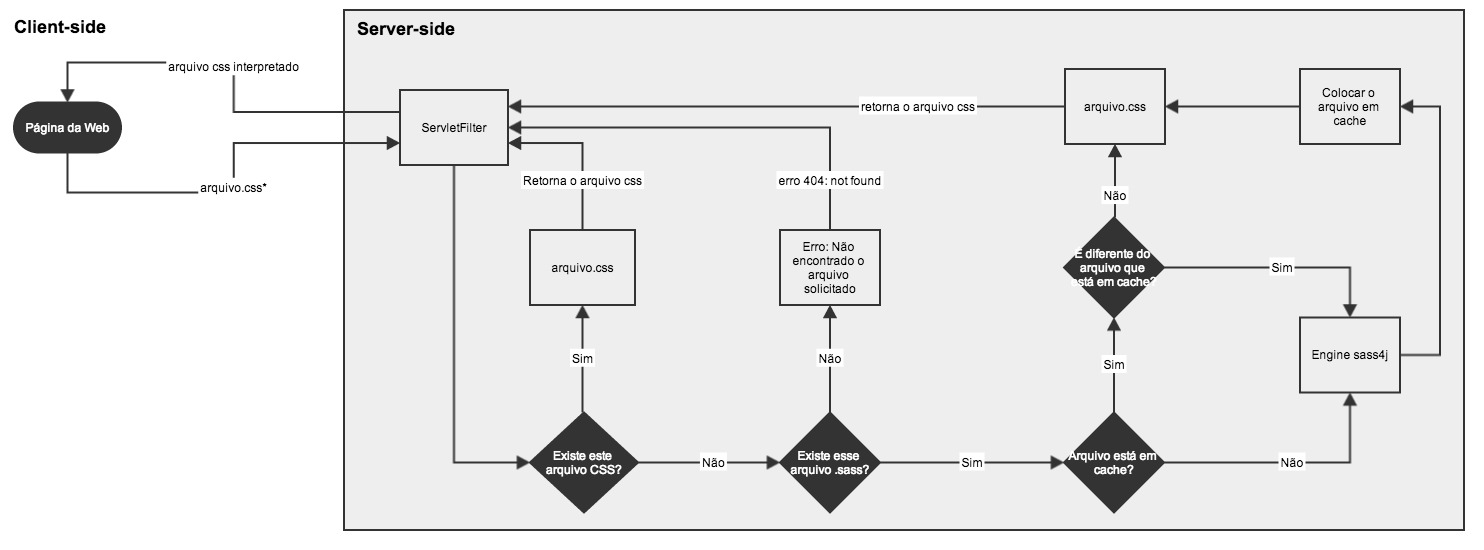 Client-side
Server-side
arquivo css interpretado
Página da Web
arquivo.css*
ServletFilter
retorna o arquivo css
arquivo.css
Colocar o
arquivo em
cache
Retorna o arquivo css
erro 404: not found
Não
arquivo.css
Erro: Não
encontrado o
arquivo
solicitado
É diferente do
arquivo que
está em cache?
Sim
Sim
Não
Sim
Engine sass4j
Existe este
arquivo CSS?
Não
Existe esse
arquivo .sass?
Sim
Arquivo está em
cache?
Não